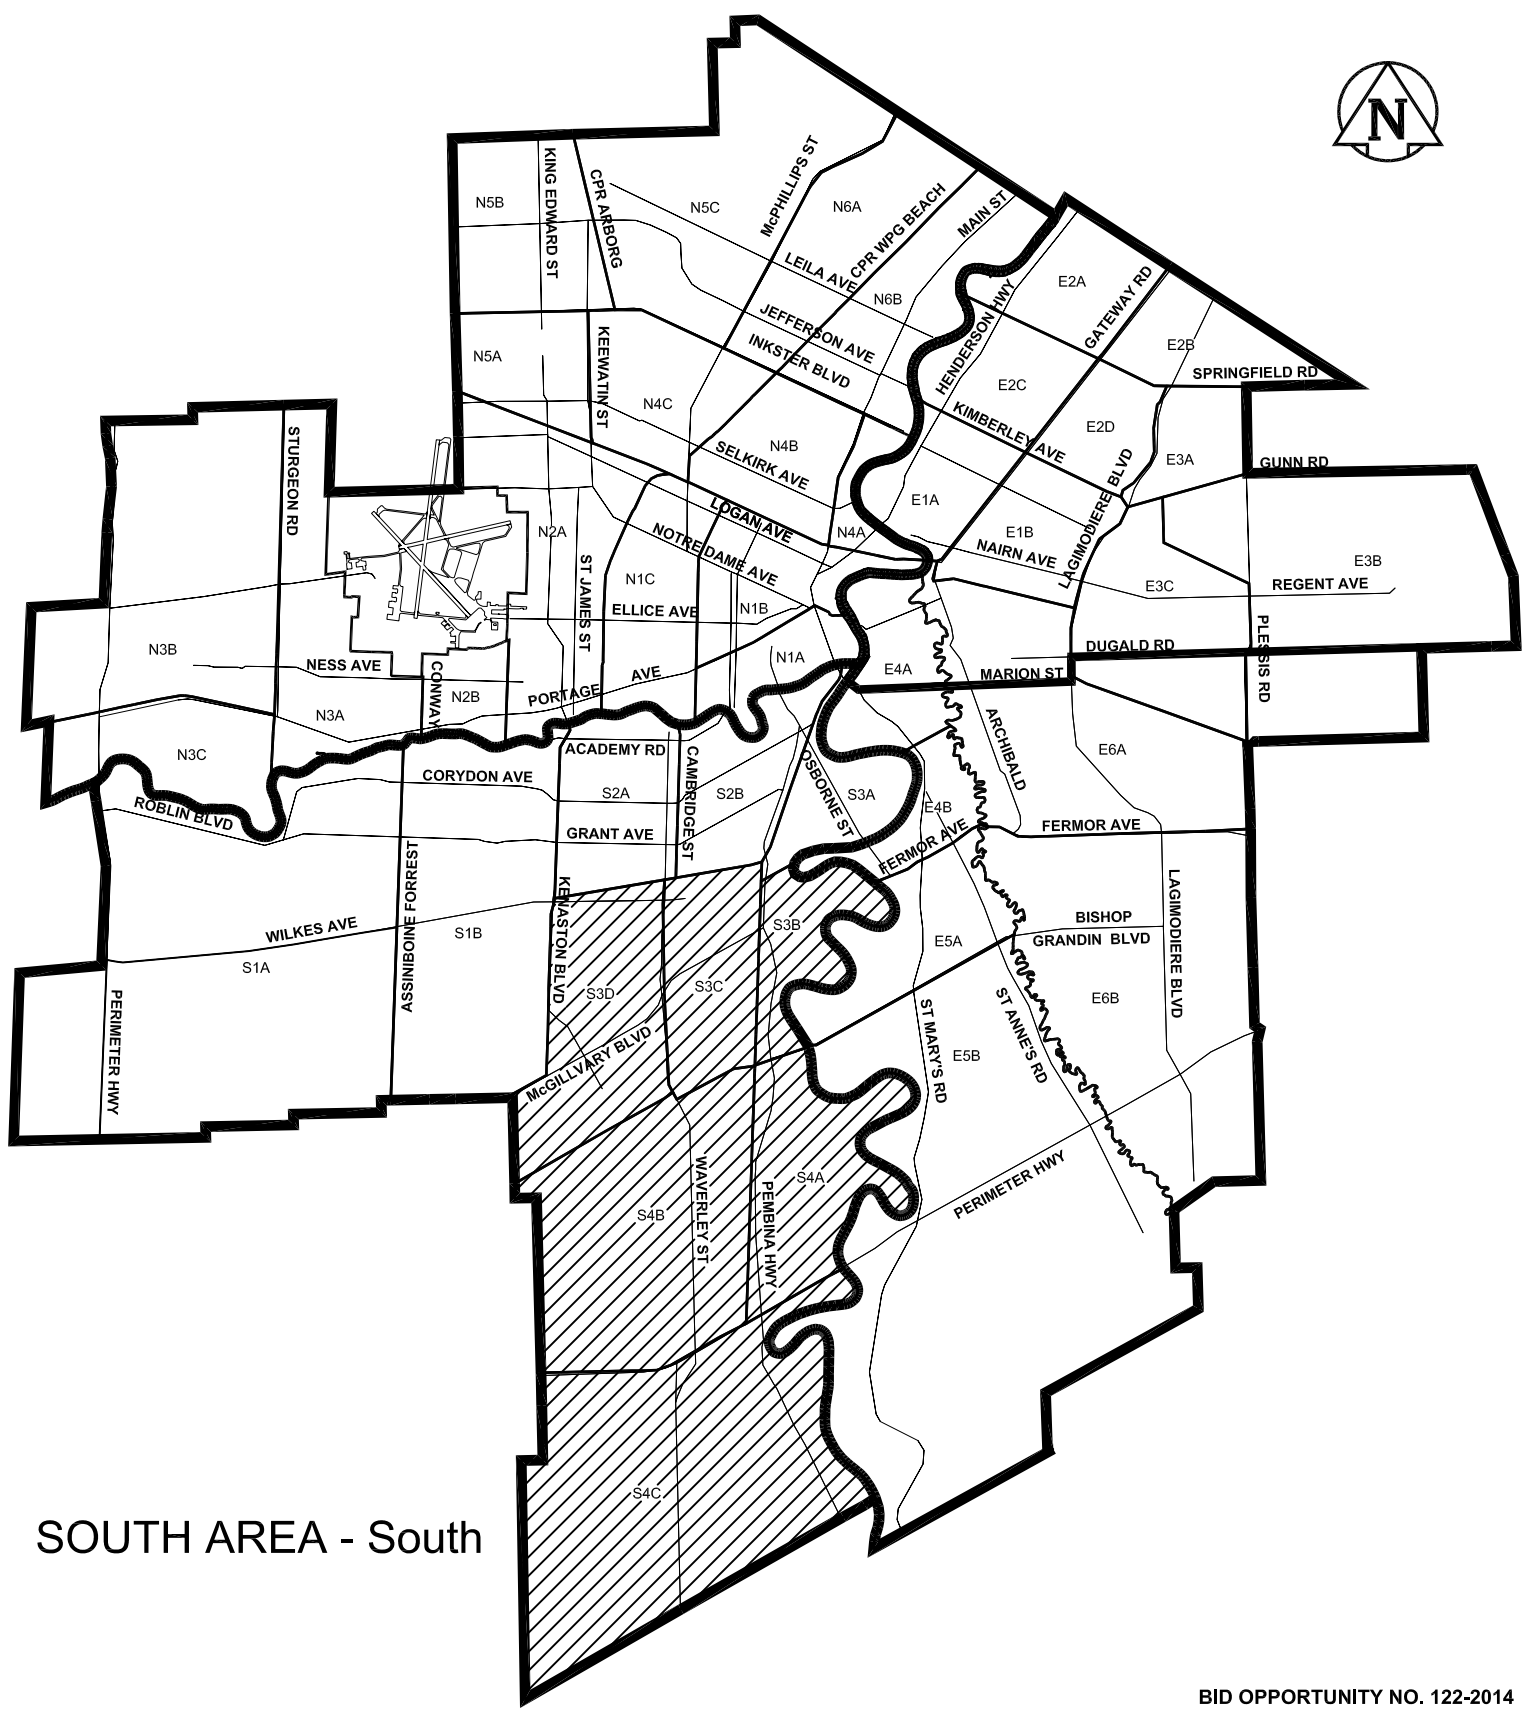 N
KING EDWARD ST
CPR ARBORG
McPHILLIPS ST
N5B
N5C
N6A
CPR WPG BEACH
MAIN ST
LEILA AVE
N6B
E2A
GATEWAY RD
HENDERSON HWY
JEFFERSON AVE
INKSTER BLVD
KEEWATIN ST
N5A
E2B
SPRINGFIELD RD
E2C
N4C
KIMBERLEY AVE
E2D
N4B
SELKIRK AVE
STURGEON RD
LAGIMODIERE BLVD
E3A
GUNN RD
LOGAN AVE
E1A
N2A
NOTRE DAME AVE
N4A
E1B
NAIRN AVE
E3B
ST JAMES ST
N1C
E3C
REGENT AVE
ELLICE AVE
N1B
N3B
NESS AVE
CONWAY
N2B
PORTAGE AVE
N1A
E4A
MARION ST
DUGALD RD
PLESSIS RD
N3A
ARCHIBALD
N3C
ACADEMY RD
E6A
CORYDON AVE
CAMBRIDGE ST
OSBORNE ST
S2A
S2B
S3A
E4B
ROBLIN BLVD
GRANT AVE
FERMOR AVE
FERMOR AVE
ASSINIBOINE FORREST
KENASTON BLVD
LAGIMODIERE BLVD
WILKES AVE
S1B
S3B
BISHOP
GRANDIN BLVD
E5A
S1A
S3D
S3C
E6B
PERIMETER HWY
ST MARY'S RD
ST ANNE'S RD
McGILLVARY BLVD
E5B
WAVERLEY ST
PEMBINA HWY
S4A
PERIMETER HWY
S4B
S4C
SOUTH AREA - South
BID OPPORTUNITY NO. 122-2014